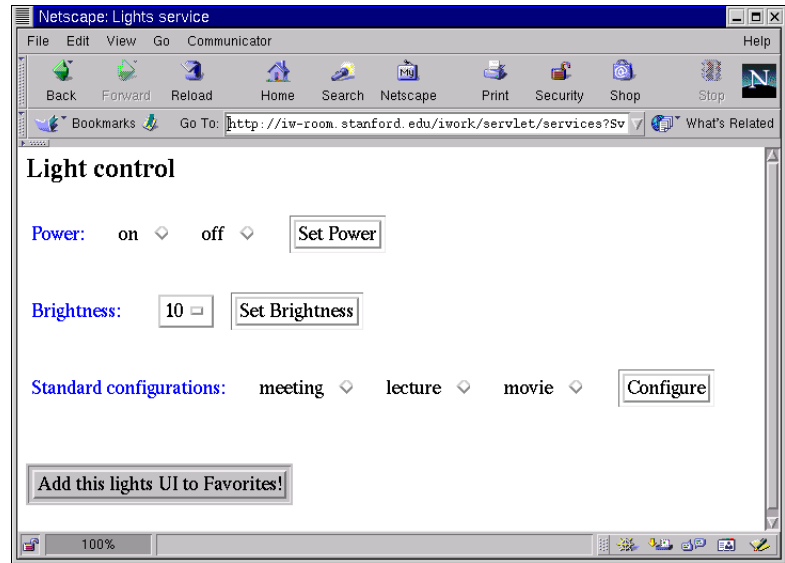 Netscape: Lights service
File Edit View Go Communicator Help
Back Forward Reload Home Search Netscape Print Security Shop Stop
My
N
Bookmarks Go To: http://iw-room.stanford.edu/iwork/servlet/services?Sv What's Related
Light control
Power: on off Set Power
Brightness: 10 Set Brightness
Standard configurations: meeting lecture movie Configure
Add this lights UI to Favorites!
100%